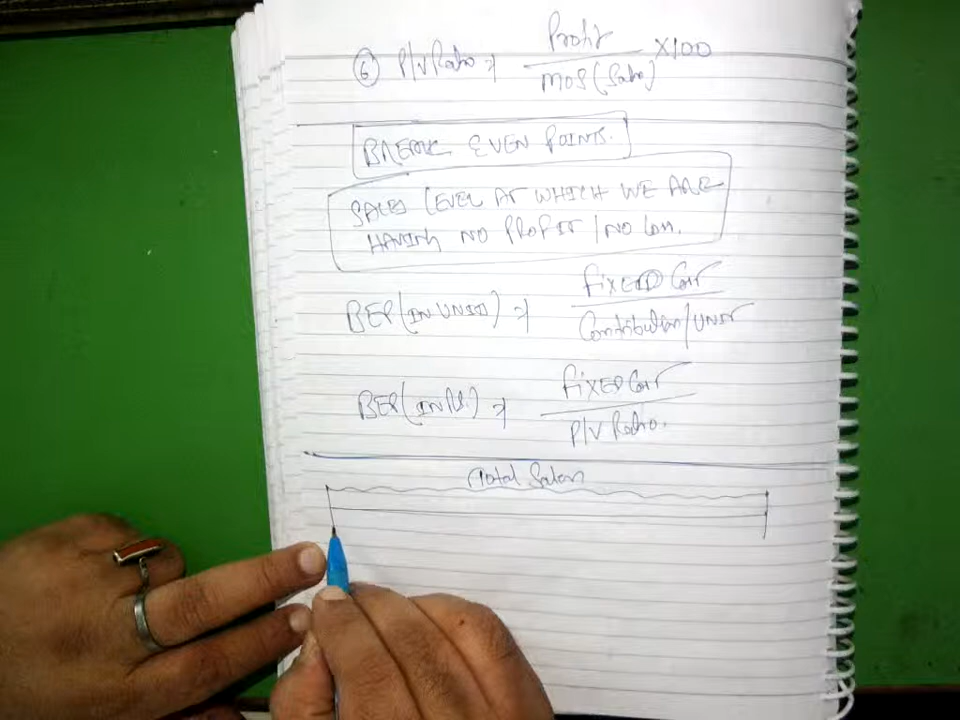 ⑥ P/V Ratio ⇒ Profit / MOS (Sales) X100
BREAK EVEN POINTS.
SALES LEVEL AT WHICH WE ARE
HAVING NO PROFIT / NO Loss.
BEP (IN UNITS) ⇒ FIXED Cost / Contribution/UNIT
BEP (IN Rs.) ⇒ FIXED Cost / P/V Ratio.
Total Sales